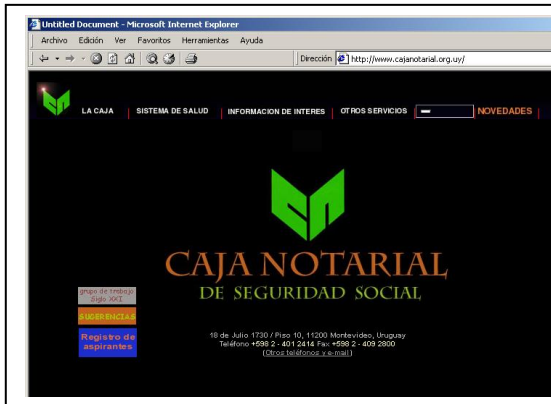 Untitled Document - Microsoft Internet Explorer
Archivo Edición Ver Favoritos Herramientas Ayuda
Dirección http://www.cajanotarial.org.uy/
LA CAJA SISTEMA DE SALUD INFORMACION DE INTERES OTROS SERVICIOS NOVEDADES
CAJA NOTARIAL
DE SEGURIDAD SOCIAL
grupo de trabajo
Siglo XXI
SUGERENCIAS
Registro de
aspirantes
18 de Julio 1730 / Piso 10, 11200 Montevideo, Uruguay
Teléfono +598 2 - 401 2414 Fax +598 2 - 409 2800
(Otros teléfonos y e-mail)